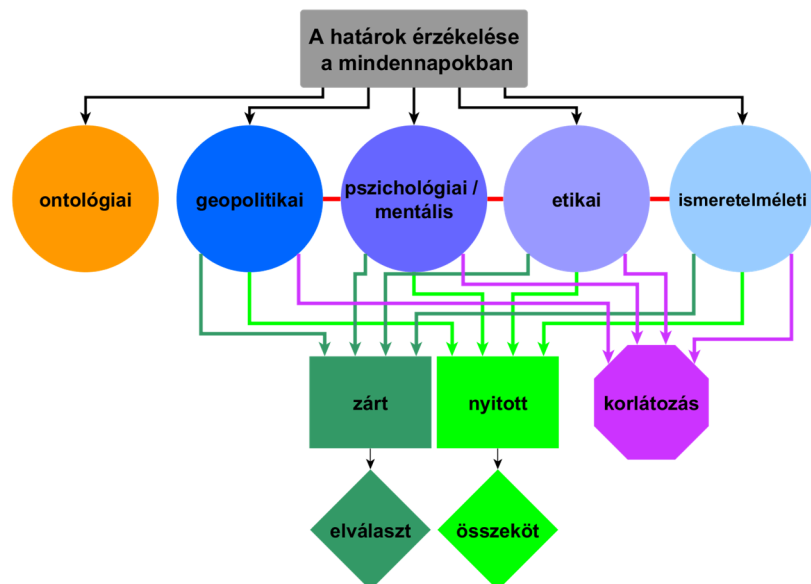 A határok érzékelése
a mindennapokban
ontológiai
geopolitikai
pszichológiai /
mentális
etikai
ismeretelméleti
zárt
nyitott
korlátozás
elválaszt
összeköt